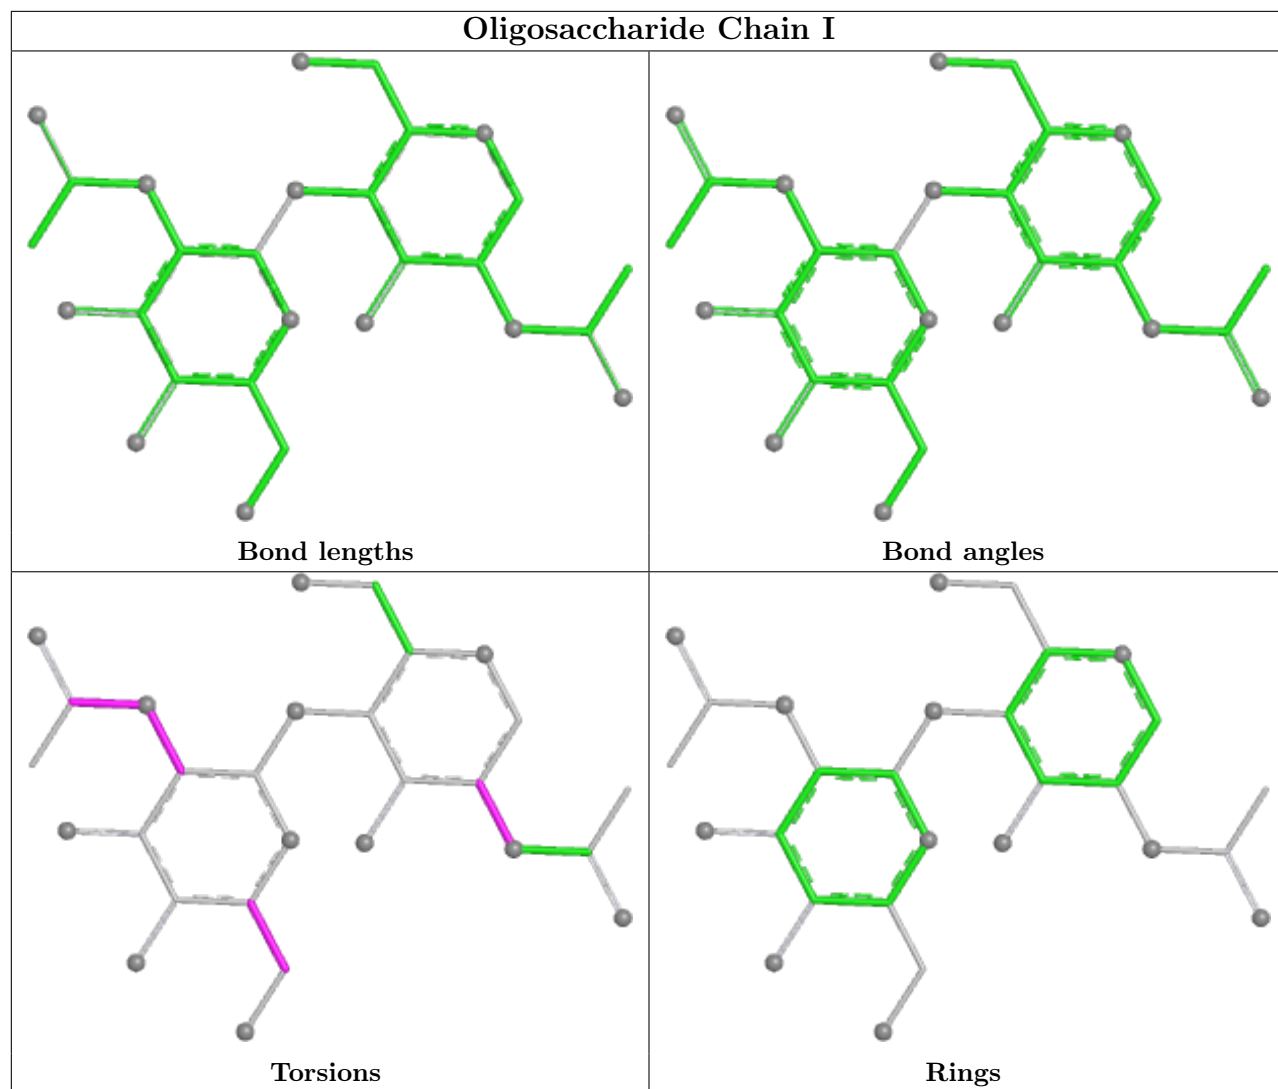 Oligosaccharide Chain I
Bond lengths
Bond angles
Torsions
Rings